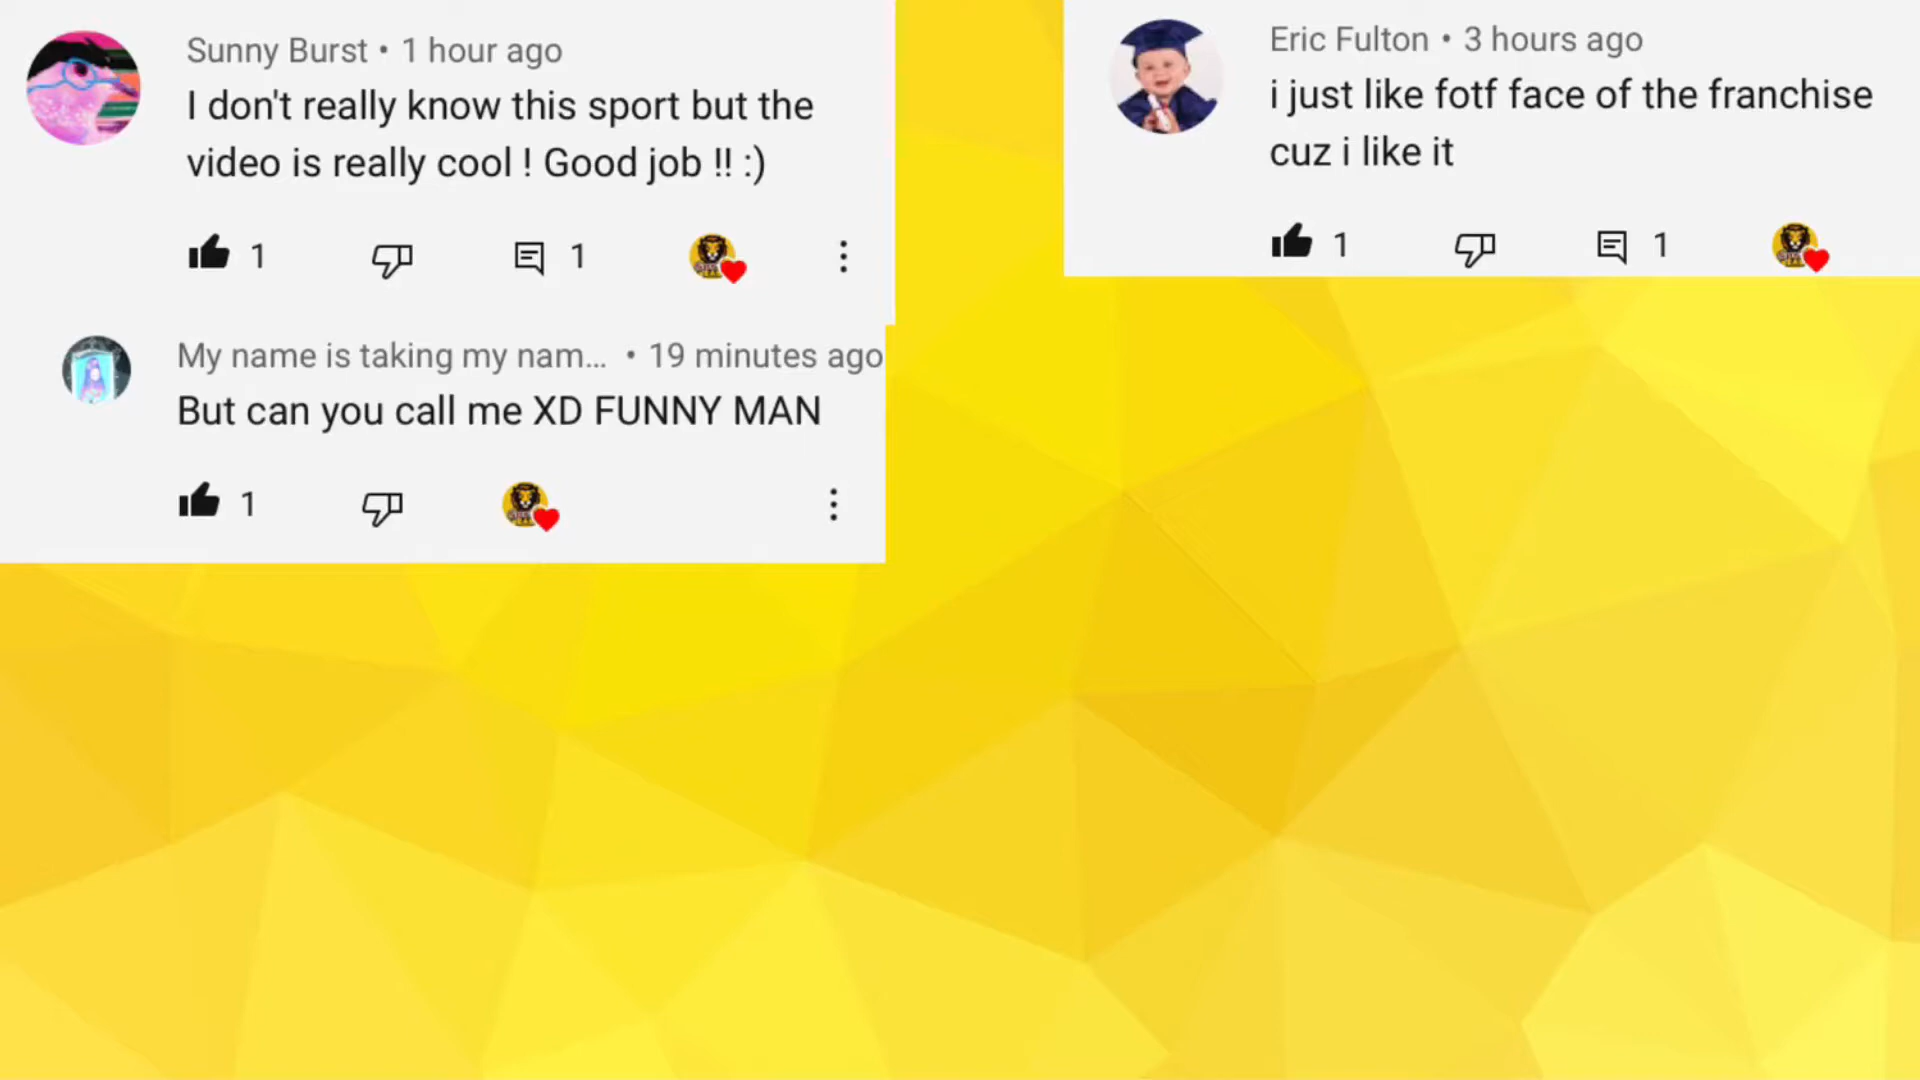 Sunny Burst • 1 hour ago
I don't really know this sport but the
video is really cool ! Good job !! :)
1
1
My name is taking my nam... • 19 minutes ago
But can you call me XD FUNNY MAN
1
Eric Fulton • 3 hours ago
i just like fotf face of the franchise
cuz i like it
1
1